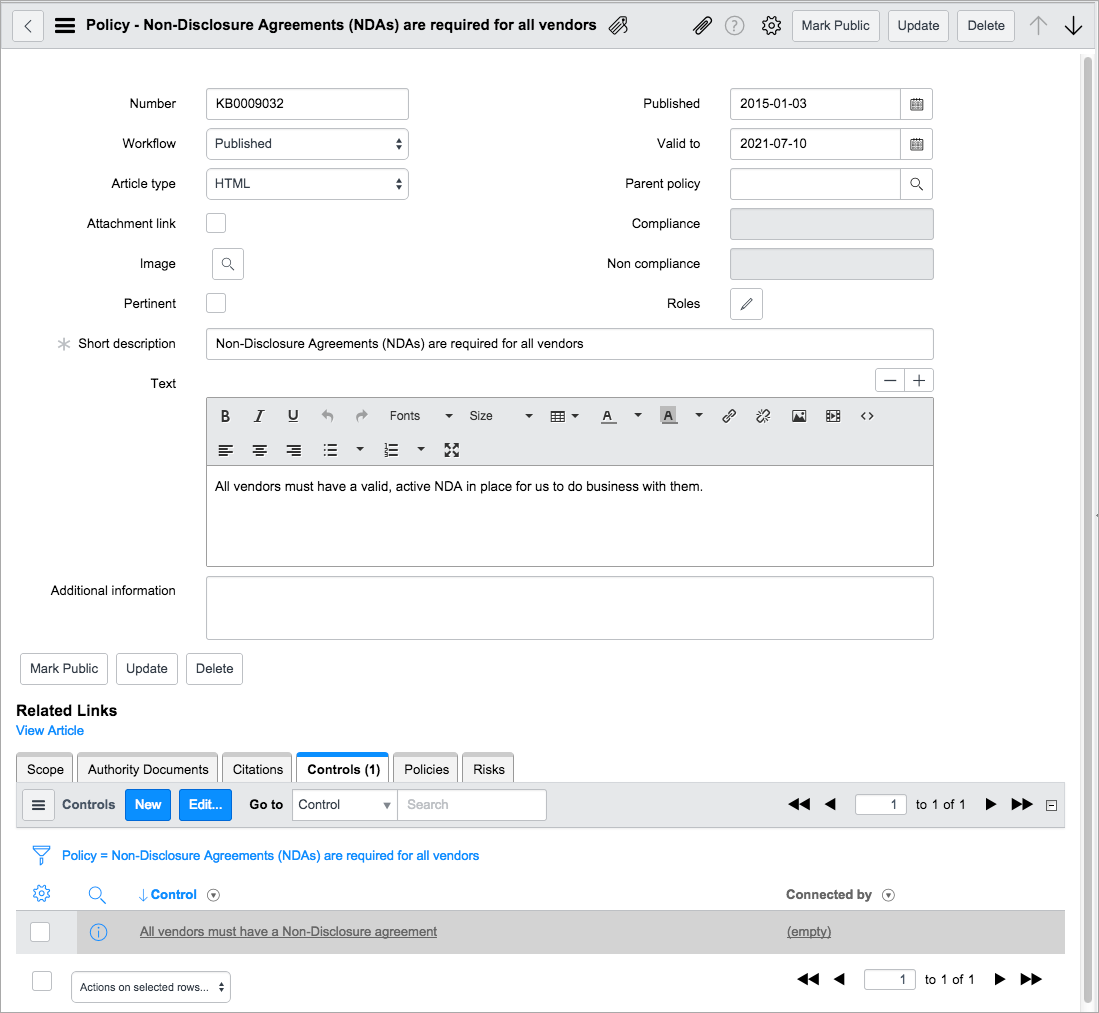 Policy - Non-Disclosure Agreements (NDAs) are required for all vendors
Mark Public Update Delete
Number KB0009032 Published 2015-01-03
Workflow Published Valid to 2021-07-10
Article type HTML Parent policy
Attachment link Compliance
Image Non compliance
Pertinent Roles
Short description Non-Disclosure Agreements (NDAs) are required for all vendors
Text
B I U Fonts Size A A
All vendors must have a valid, active NDA in place for us to do business with them.
Additional information
Mark Public Update Delete
Related Links
View Article
Scope Authority Documents Citations Controls (1) Policies Risks
Controls New Edit... Go to Control Search 1 to 1 of 1
Policy = Non-Disclosure Agreements (NDAs) are required for all vendors
Control Connected by
All vendors must have a Non-Disclosure agreement (empty)
Actions on selected rows... 1 to 1 of 1